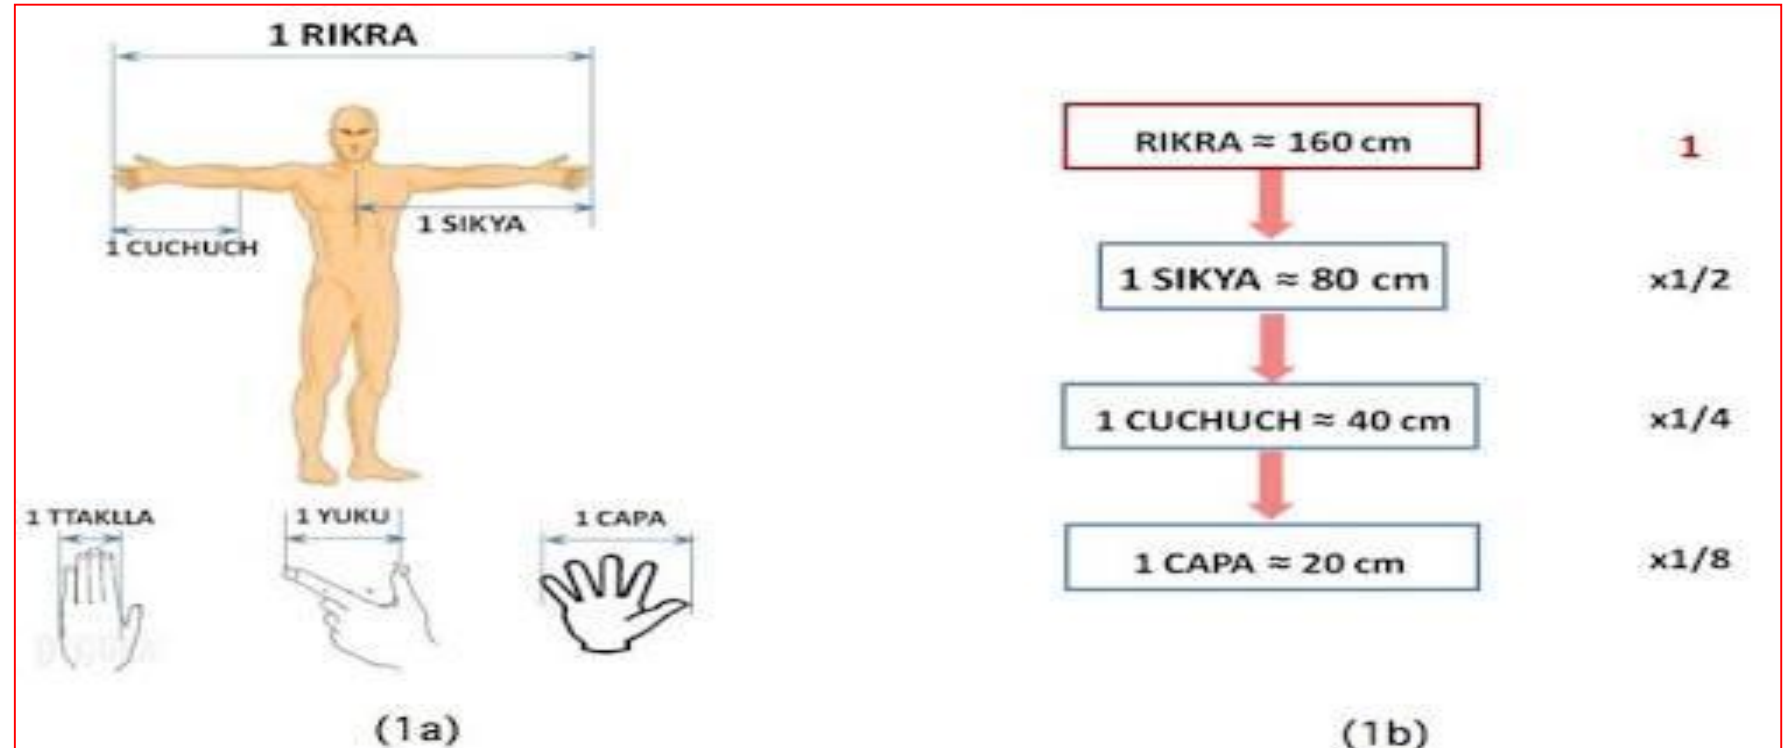 1 RIKRA
1 SIKYA
1 CUCHUCH
1 TTAKLLA
1 YUKU
1 CAPA
(1a)
RIKRA ≈ 160 cm
1
1 SIKYA ≈ 80 cm
x1/2
1 CUCHUCH ≈ 40 cm
x1/4
1 CAPA ≈ 20 cm
x1/8
(1b)